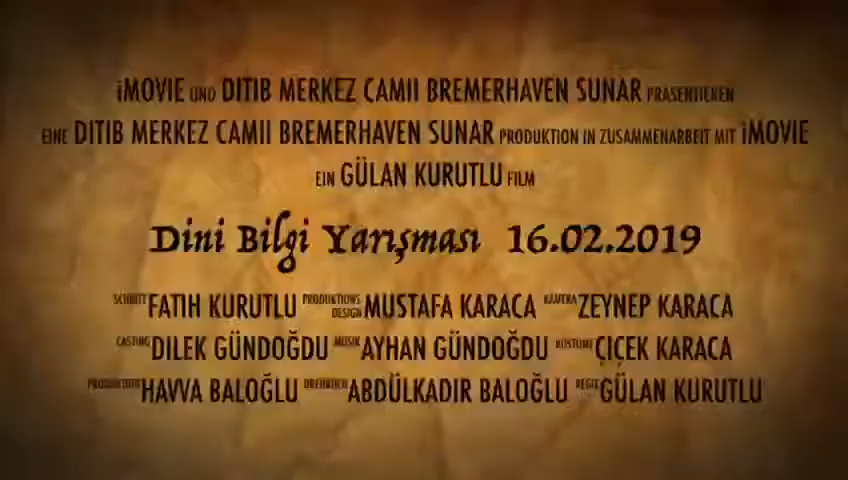 iMOVIE UND DITIB MERKEZ CAMII BREMERHAVEN SUNAR PRÄSENTIEREN
EINE DITIB MERKEZ CAMII BREMERHAVEN SUNAR PRODUKTION IN ZUSAMMENARBEIT MIT iMOVIE
EIN GÜLAN KURUTLU FILM
Dini Bilgi Yarışması 16.02.2019
SCHNITT FATIH KURUTLU PRODUKTIONS DESIGN MUSTAFA KARACA KAMERA ZEYNEP KARACA
CASTING DILEK GÜNDOĞDU MUSIK AYHAN GÜNDOĞDU KOSTÜME ÇIÇEK KARACA
PRODUKTION HAVVA BALOĞLU DREHBUCH ABDÜLKADIR BALOĞLU REGIE GÜLAN KURUTLU